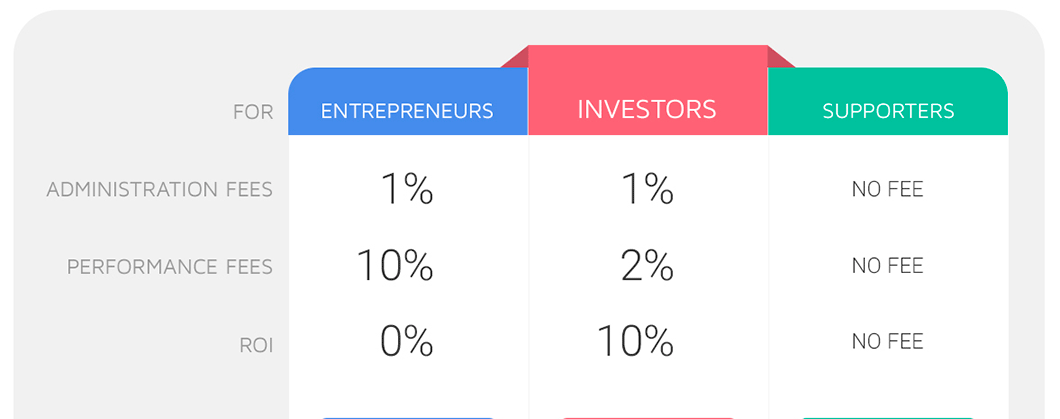 FOR ENTREPRENEURS INVESTORS SUPPORTERS
ADMINISTRATION FEES 1% 1% NO FEE
PERFORMANCE FEES 10% 2% NO FEE
ROI 0% 10% NO FEE